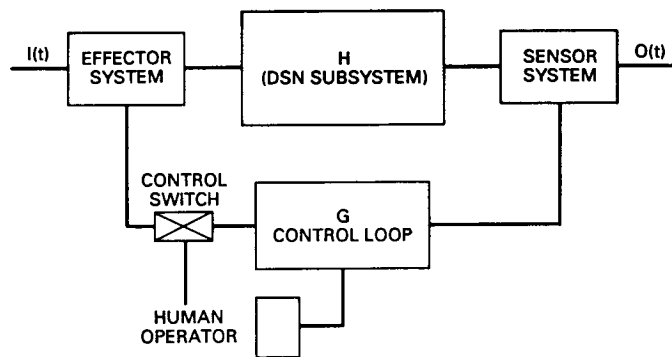 I(t)
EFFECTOR
SYSTEM
H
(DSN SUBSYSTEM)
SENSOR
SYSTEM
O(t)
CONTROL
SWITCH
G
CONTROL LOOP
HUMAN
OPERATOR